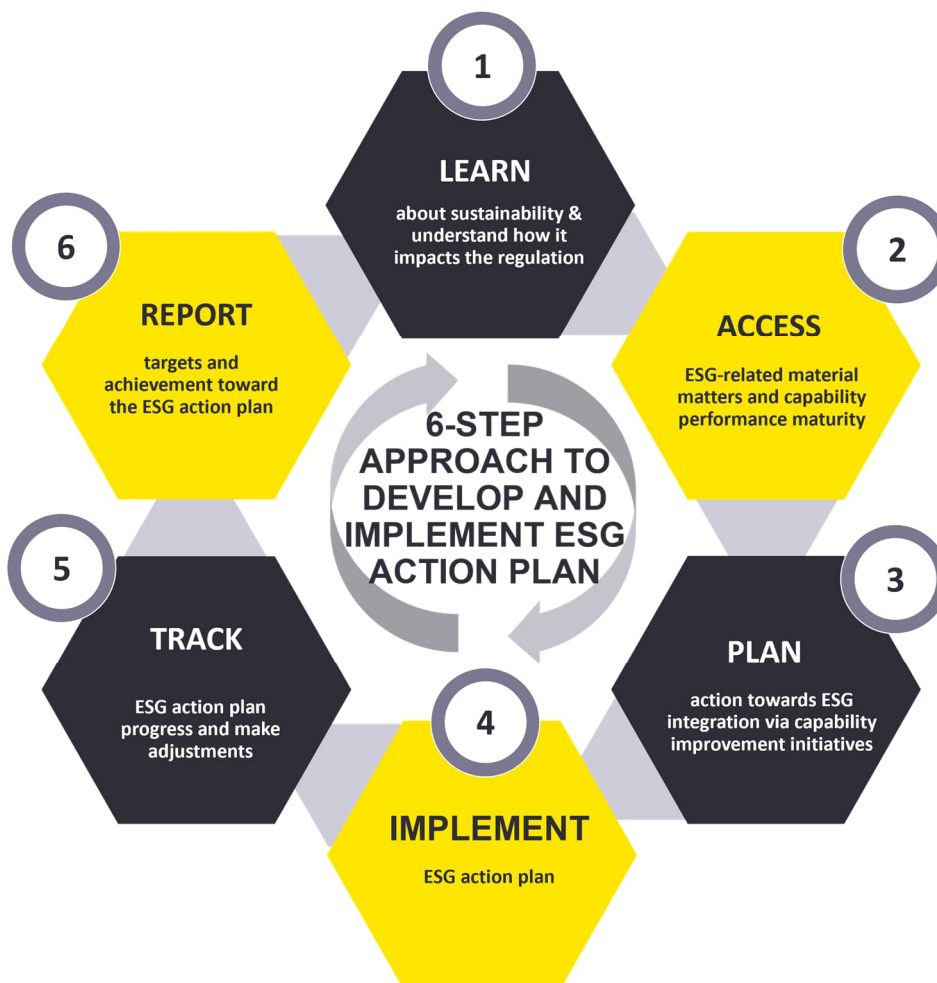 1
LEARN
about sustainability &
understand how it
impacts the regulation
2
ACCESS
ESG-related material
matters and capability
performance maturity
3
PLAN
action towards ESG
integration via capability
improvement initiatives
4
IMPLEMENT
ESG action plan
5
TRACK
ESG action plan
progress and make
adjustments
6
REPORT
targets and
achievement toward
the ESG action plan
6-STEP
APPROACH TO
DEVELOP AND
IMPLEMENT ESG
ACTION PLAN